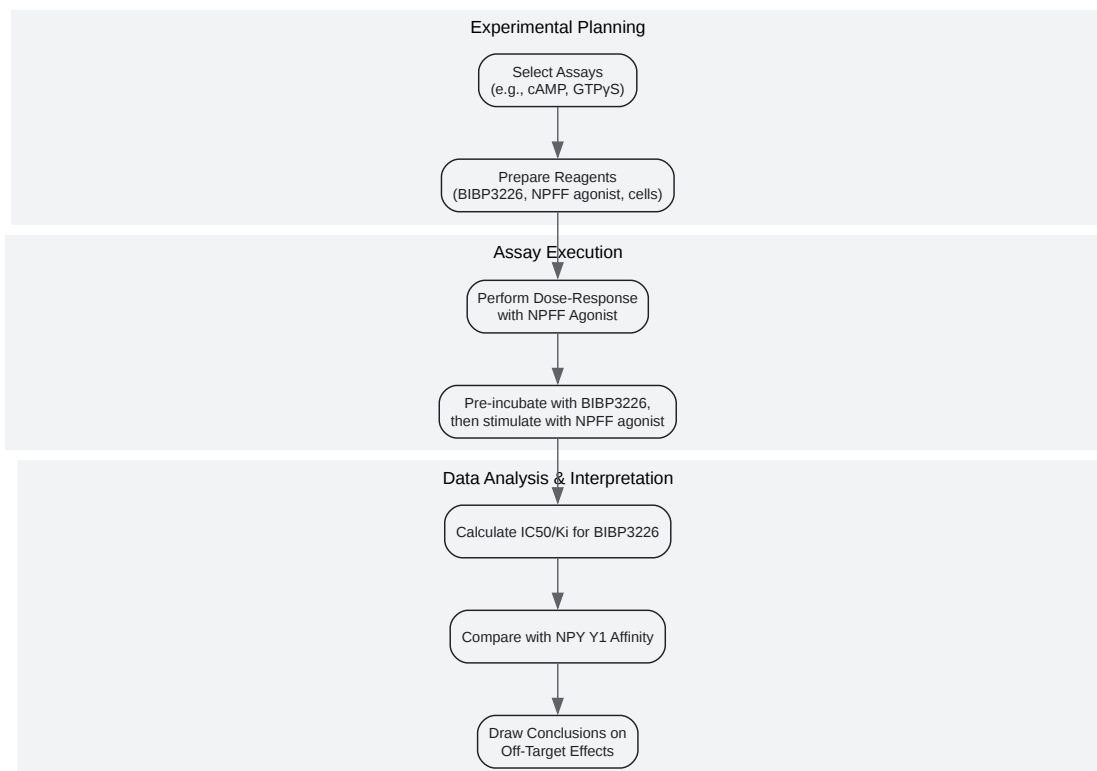 Experimental Planning
Select Assays
(e.g., cAMP, GTPγS)
Prepare Reagents
(BIBP3226, NPFF agonist, cells)
Assay Execution
Perform Dose-Response
with NPFF Agonist
Pre-incubate with BIBP3226,
then stimulate with NPFF agonist
Data Analysis & Interpretation
Calculate IC50/Ki for BIBP3226
Compare with NPY Y1 Affinity
Draw Conclusions on
Off-Target Effects